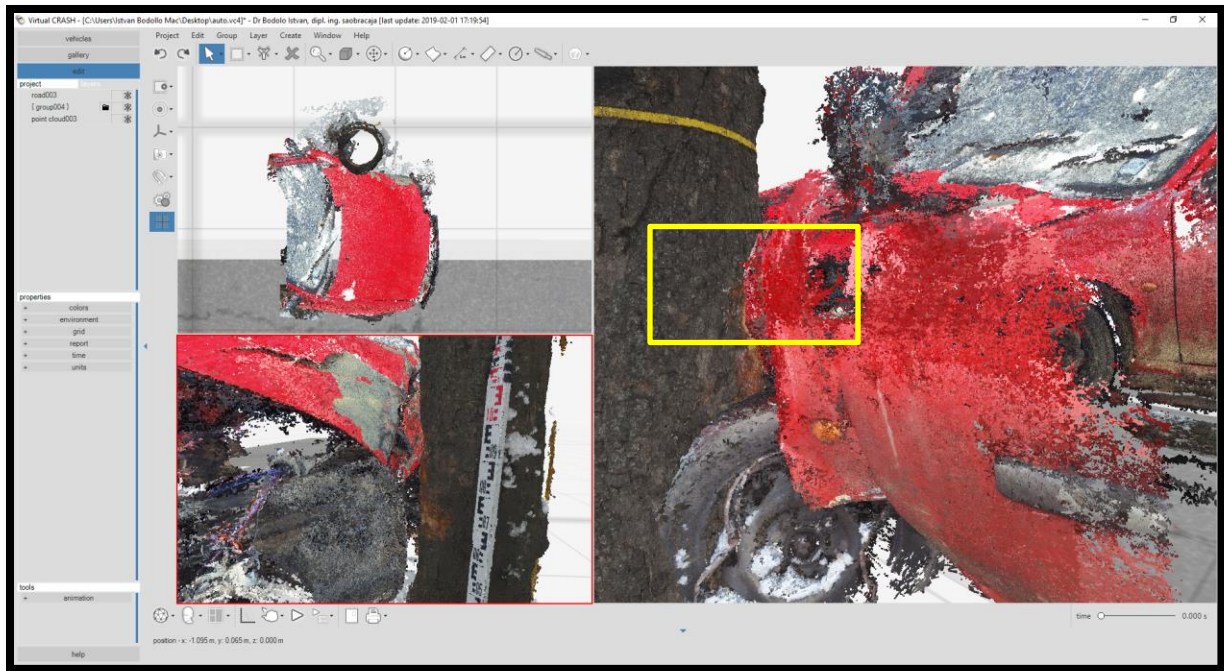 Virtual CRASH - [C:\Users\Istvan Bodollo Mac\Desktop\auto.vc4]* - Dr Bodolo Istvan, dipl. ing. saobracaja [last update: 2019-02-01 17:19:54]
vehicles
gallery
edit
project layers
road003
{ group004 }
point cloud003
Project Edit Group Layer Create Window Help
properties
colors
environment
grid
report
time
units
tools
animation
help
time 0.000 s
position - x: -1.095 m, y: 0.065 m, z: 0.000 m